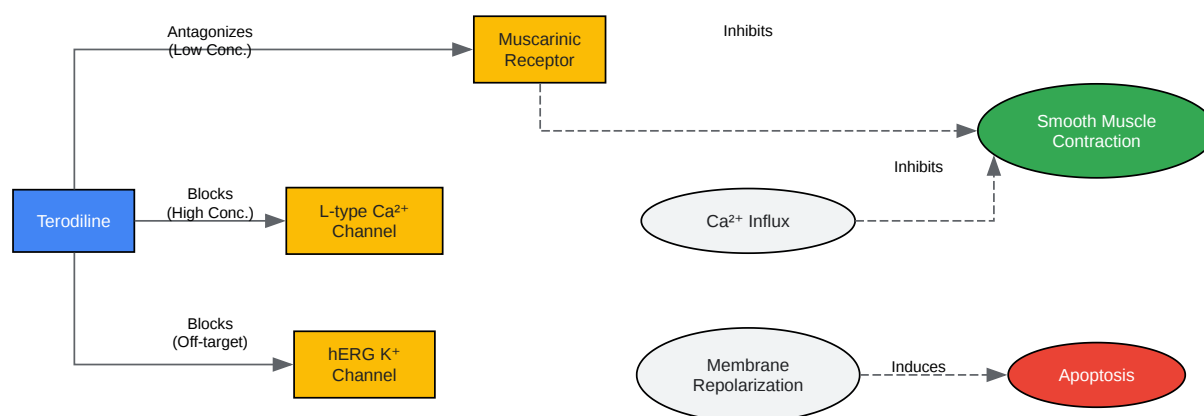 Antagonizes
(Low Conc.)
Muscarinic
Receptor
Inhibits
Smooth Muscle
Contraction
Inhibits
Terodiline
Blocks
(High Conc.)
L-type Ca²⁺
Channel
Ca²⁺ Influx
Blocks
(Off-target)
hERG K⁺
Channel
Membrane
Repolarization
Induces
Apoptosis